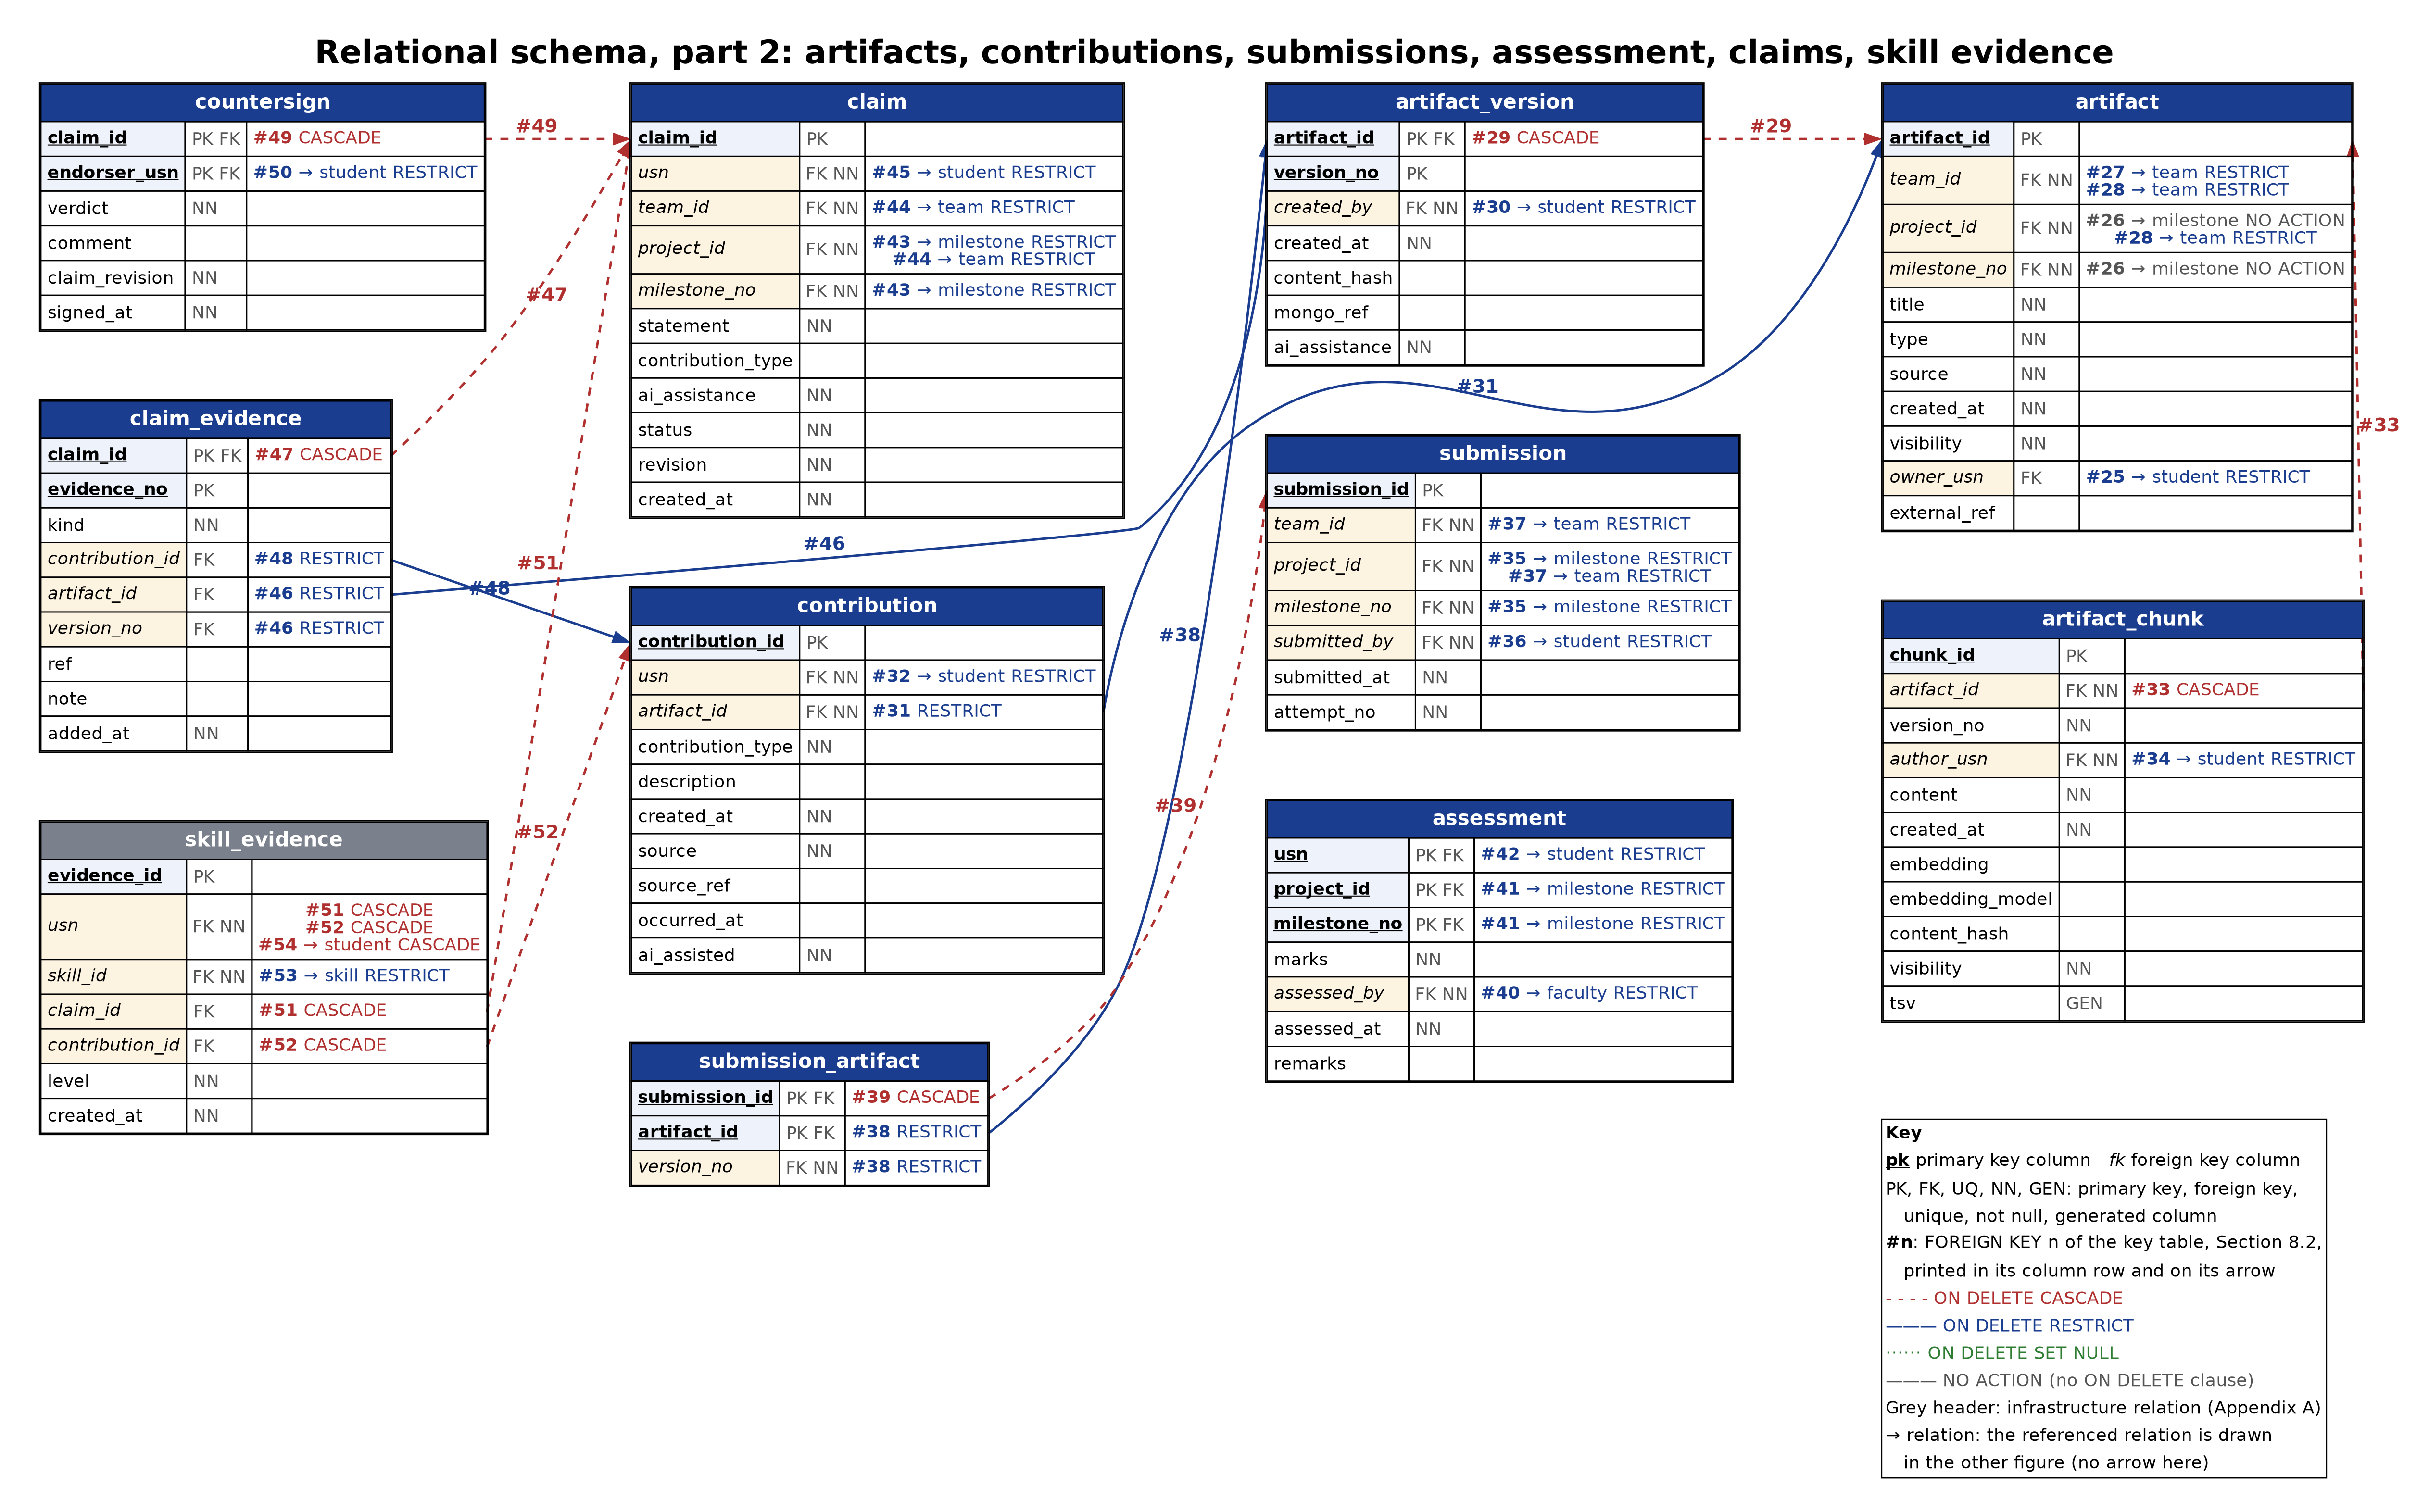 Relational schema, part 2: artifacts, contributions, submissions, assessment, claims, skill evidence
countersign
claim_id PK FK #49 CASCADE
endorser_usn PK FK #50 → student RESTRICT
verdict NN
comment
claim_revision NN
signed_at NN
#49
claim
claim_id PK
usn FK NN #45 → student RESTRICT
team_id FK NN #44 → team RESTRICT
project_id FK NN #43 → milestone RESTRICT
#44 → team RESTRICT
milestone_no FK NN #43 → milestone RESTRICT
statement NN
contribution_type
ai_assistance NN
status NN
revision NN
created_at NN
artifact_version
artifact_id PK FK #29 CASCADE
version_no PK
created_by FK NN #30 → student RESTRICT
created_at NN
content_hash
mongo_ref
ai_assistance NN
#29
artifact
artifact_id PK
team_id FK NN #27 → team RESTRICT
#28 → team RESTRICT
project_id FK NN #26 → milestone NO ACTION
#28 → team RESTRICT
milestone_no FK NN #26 → milestone NO ACTION
title NN
type NN
source NN
created_at NN
visibility NN
owner_usn FK #25 → student RESTRICT
external_ref
#47
#31
#33
claim_evidence
claim_id PK FK #47 CASCADE
evidence_no PK
kind NN
contribution_id FK #48 RESTRICT
artifact_id FK #46 RESTRICT
version_no FK #46 RESTRICT
ref
note
added_at NN
#46
#51
#48
submission
submission_id PK
team_id FK NN #37 → team RESTRICT
project_id FK NN #35 → milestone RESTRICT
#37 → team RESTRICT
milestone_no FK NN #35 → milestone RESTRICT
submitted_by FK NN #36 → student RESTRICT
submitted_at NN
attempt_no NN
contribution
contribution_id PK
usn FK NN #32 → student RESTRICT
artifact_id FK NN #31 RESTRICT
contribution_type NN
description
created_at NN
source NN
source_ref
occurred_at
ai_assisted NN
#38
#39
artifact_chunk
chunk_id PK
artifact_id FK NN #33 CASCADE
version_no NN
author_usn FK NN #34 → student RESTRICT
content NN
created_at NN
embedding
embedding_model
content_hash
visibility NN
tsv GEN
skill_evidence
evidence_id PK
usn FK NN #51 CASCADE
#52 CASCADE
#54 → student CASCADE
skill_id FK NN #53 → skill RESTRICT
claim_id FK #51 CASCADE
contribution_id FK #52 CASCADE
level NN
created_at NN
#52
assessment
usn PK FK #42 → student RESTRICT
project_id PK FK #41 → milestone RESTRICT
milestone_no PK FK #41 → milestone RESTRICT
marks NN
assessed_by FK NN #40 → faculty RESTRICT
assessed_at NN
remarks
submission_artifact
submission_id PK FK #39 CASCADE
artifact_id PK FK #38 RESTRICT
version_no FK NN #38 RESTRICT
Key
pk primary key column fk foreign key column
PK, FK, UQ, NN, GEN: primary key, foreign key,
unique, not null, generated column
#n: FOREIGN KEY n of the key table, Section 8.2,
printed in its column row and on its arrow
- - - - ON DELETE CASCADE
——— ON DELETE RESTRICT
······ ON DELETE SET NULL
——— NO ACTION (no ON DELETE clause)
Grey header: infrastructure relation (Appendix A)
→ relation: the referenced relation is drawn
in the other figure (no arrow here)